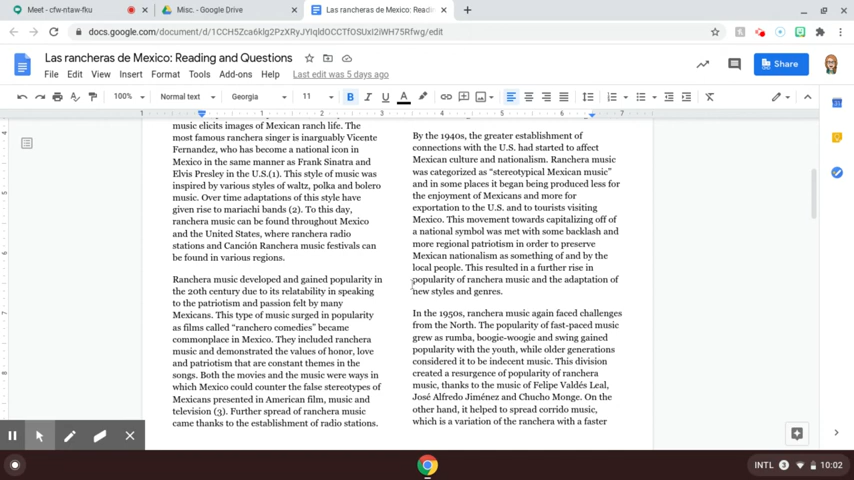 Meet - cfw-ntaw-fku
Misc. - Google Drive
Las rancheras de Mexico: Readin
docs.google.com/document/d/1CCH5Zca6klg2PzXRyJYIqldOCCTfOSUxI2iWH75Rfwg/edit
Las rancheras de Mexico: Reading and Questions
File Edit View Insert Format Tools Add-ons Help Last edit was 5 days ago
Share
100% Normal text Georgia 11 B I U A
1 1 2 3 4 5 6 7
music elicits images of Mexican ranch life. The
most famous ranchera singer is inarguably Vicente
Fernandez, who has become a national icon in
Mexico in the same manner as Frank Sinatra and
Elvis Presley in the U.S.(1). This style of music was
inspired by various styles of waltz, polka and bolero
music. Over time adaptations of this style have
given rise to mariachi bands (2). To this day,
ranchera music can be found throughout Mexico
and the United States, where ranchera radio
stations and Canción Ranchera music festivals can
be found in various regions.
Ranchera music developed and gained popularity in
the 20th century due to its relatability in speaking
to the patriotism and passion felt by many
Mexicans. This type of music surged in popularity
as films called “ranchero comedies” became
commonplace in Mexico. They included ranchera
music and demonstrated the values of honor, love
and patriotism that are constant themes in the
songs. Both the movies and the music were ways in
which Mexico could counter the false stereotypes of
Mexicans presented in American film, music and
television (3). Further spread of ranchera music
came thanks to the establishment of radio stations.
By the 1940s, the greater establishment of
connections with the U.S. had started to affect
Mexican culture and nationalism. Ranchera music
was categorized as “stereotypical Mexican music”
and in some places it began being produced less for
the enjoyment of Mexicans and more for
exportation to the U.S. and to tourists visiting
Mexico. This movement towards capitalizing off of
a national symbol was met with some backlash and
more regional patriotism in order to preserve
Mexican nationalism as something of and by the
local people. This resulted in a further rise in
popularity of ranchera music and the adaptation of
new styles and genres.
In the 1950s, ranchera music again faced challenges
from the North. The popularity of fast-paced music
grew as rumba, boogie-woogie and swing gained
popularity with the youth, while older generations
considered it to be indecent music. This division
created a resurgence of popularity of ranchera
music, thanks to the music of Felipe Valdés Leal,
José Alfredo Jiménez and Chucho Monge. On the
other hand, it helped to spread corrido music,
which is a variation of the ranchera with a faster
4
5
6
7
8
INTL 3 10:02